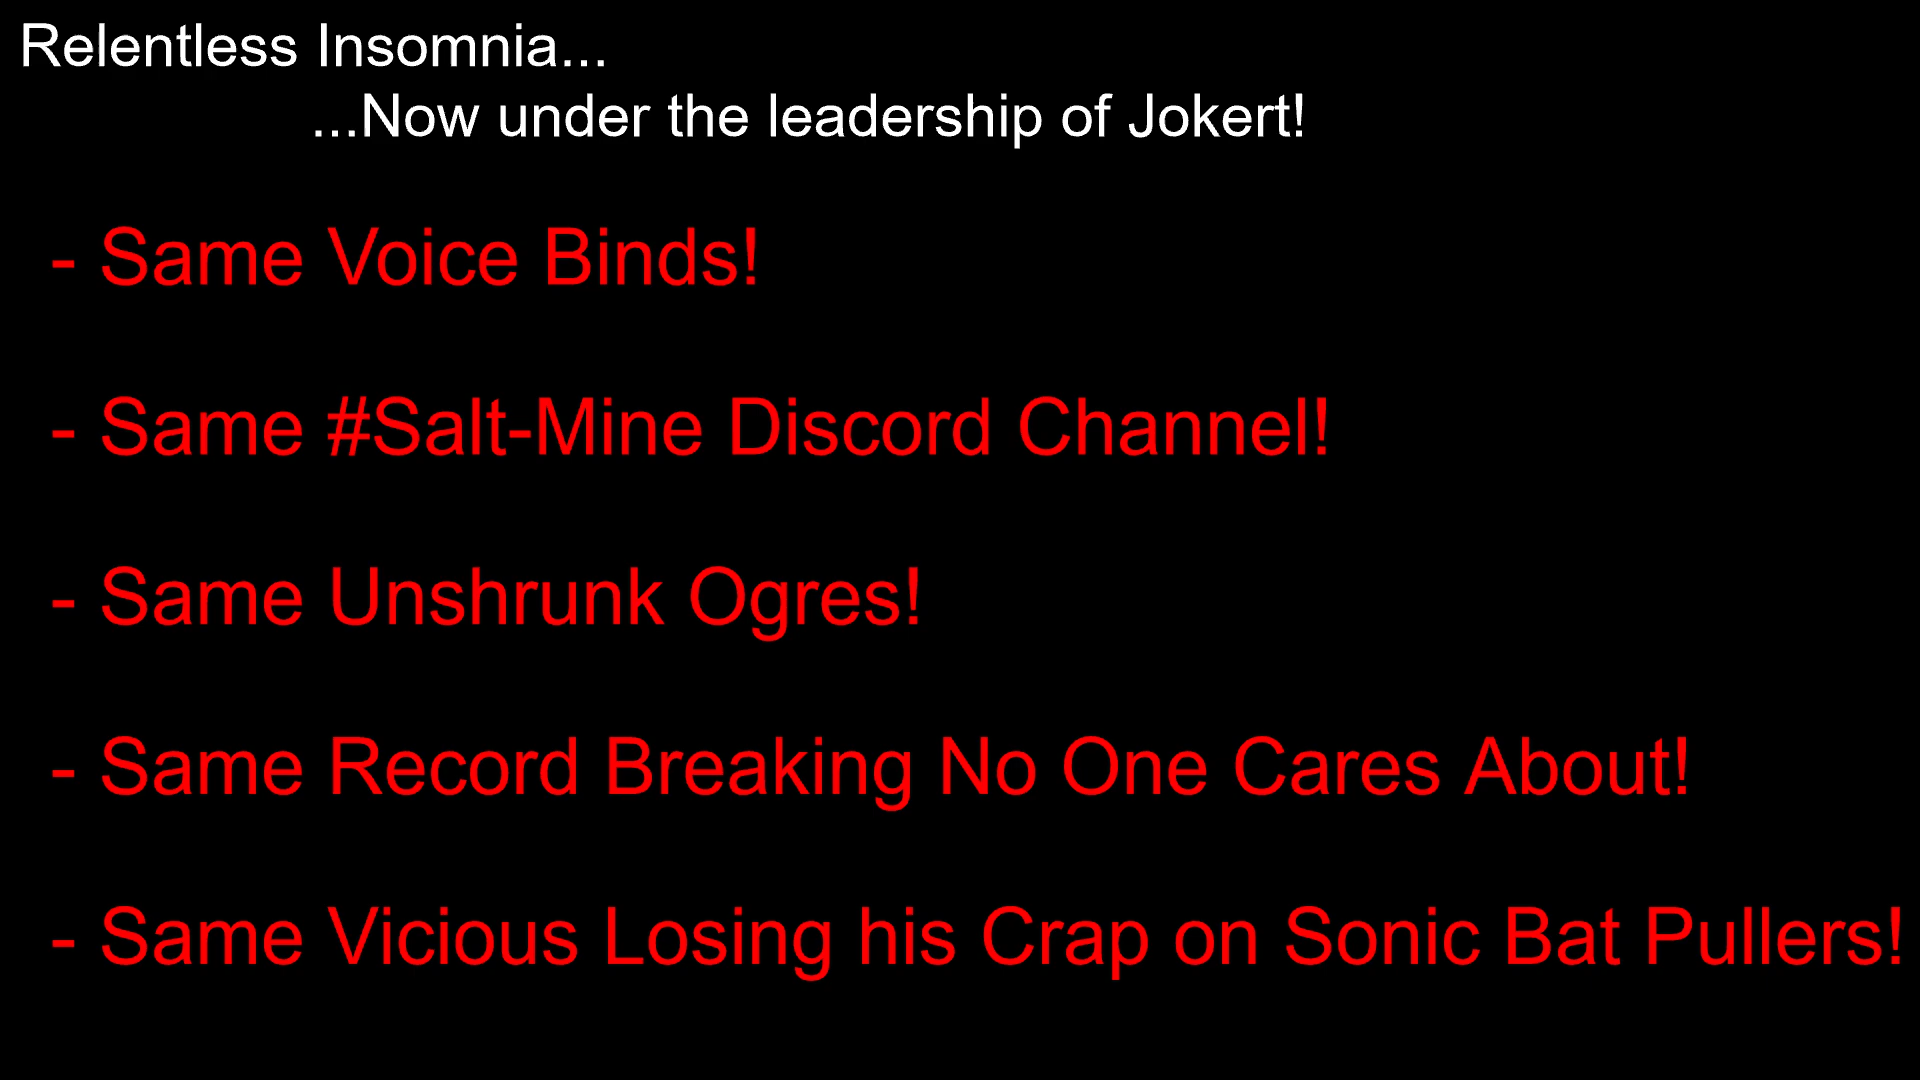 Relentless Insomnia...
...Now under the leadership of Jokert!
- Same Voice Binds!
- Same #Salt-Mine Discord Channel!
- Same Unshrunk Ogres!
- Same Record Breaking No One Cares About!
- Same Vicious Losing his Crap on Sonic Bat Pullers!